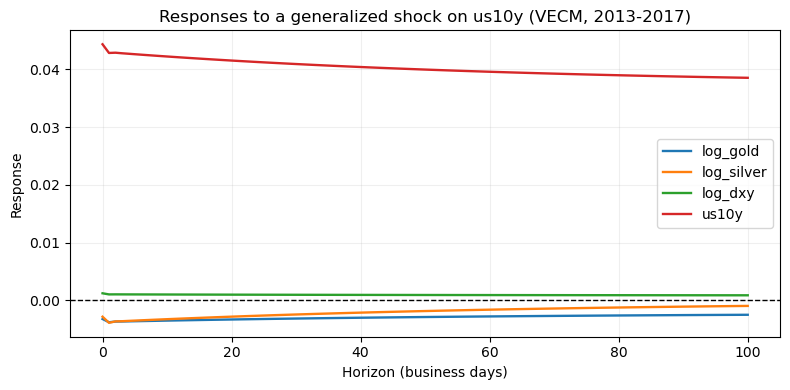 Responses to a generalized shock on us10y (VECM, 2013-2017)
Response
0.04
0.03
0.02
0.01
0.00
log_gold
log_silver
log_dxy
us10y
0
20
40
60
80
100
Horizon (business days)